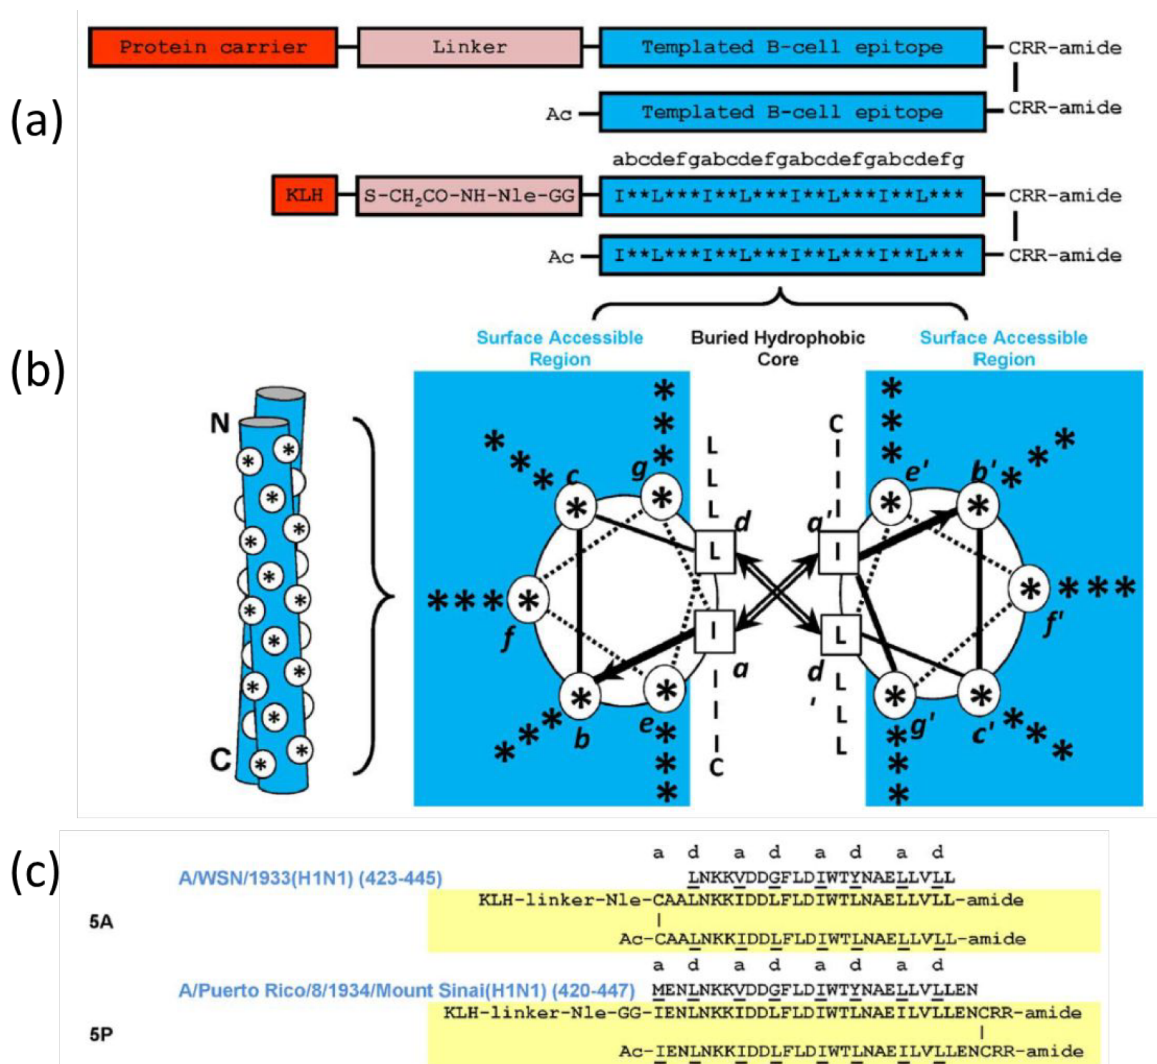 (a)
Protein carrier Linker Templated B-cell epitope CRR-amide
Ac Templated B-cell epitope CRR-amide
abcdefgabcdefgabcdefgabcdefg
KLH S-CH₂CO-NH-Nle-GG I**L***I**L***I**L***I**L*** CRR-amide
Ac I**L***I**L***I**L***I**L*** CRR-amide
(b)
Surface Accessible Region
Buried Hydrophobic Core
Surface Accessible Region
N
C
c g L L L d L
f I a
b e I I I C
C I I I a' I e' b'
L d' f'
L L L g' c'
(c)
a d a d a d a d
A/WSN/1933(H1N1) (423-445) LNKKVDDGFLDIWTYNAELLVLL
KLH-linker-Nle-CAALNKKIDDLFLDIWTLNAELLVLL-amide
5A
Ac-CAALNKKIDDLFLDIWTLNAELLVLL-amide
a d a d a d a d
A/Puerto Rico/8/1934/Mount Sinai(H1N1) (420-447) MENLNKKVDDGFLDIWTYNAELLVLLEN
KLH-linker-Nle-GG-IENLNKKIDDLFLDIWTLNAEILVLLENCRR-amide
5P
Ac-IENLNKKIDDLFLDIWTLNAEILVLLENCRR-amide